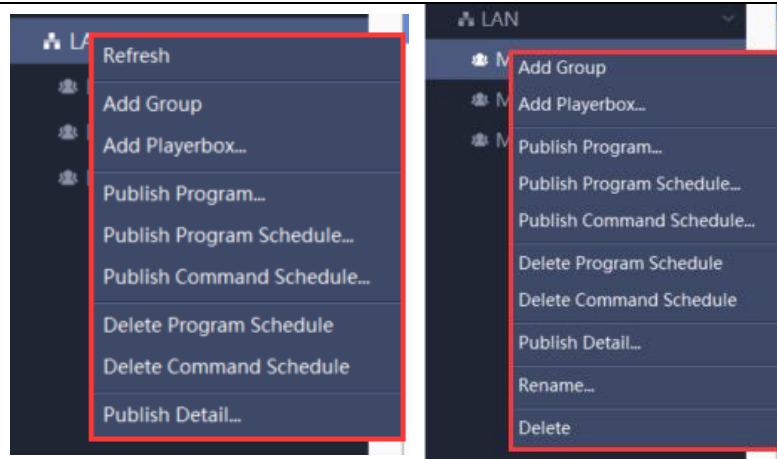 LA
Refresh
Add Group
Add Playerbox...
Publish Program...
Publish Program Schedule...
Publish Command Schedule...
Delete Program Schedule
Delete Command Schedule
Publish Detail...
LAN
M
Add Group
M
Add Playerbox...
M
Publish Program...
Publish Program Schedule...
Publish Command Schedule...
Delete Program Schedule
Delete Command Schedule
Publish Detail...
Rename...
Delete